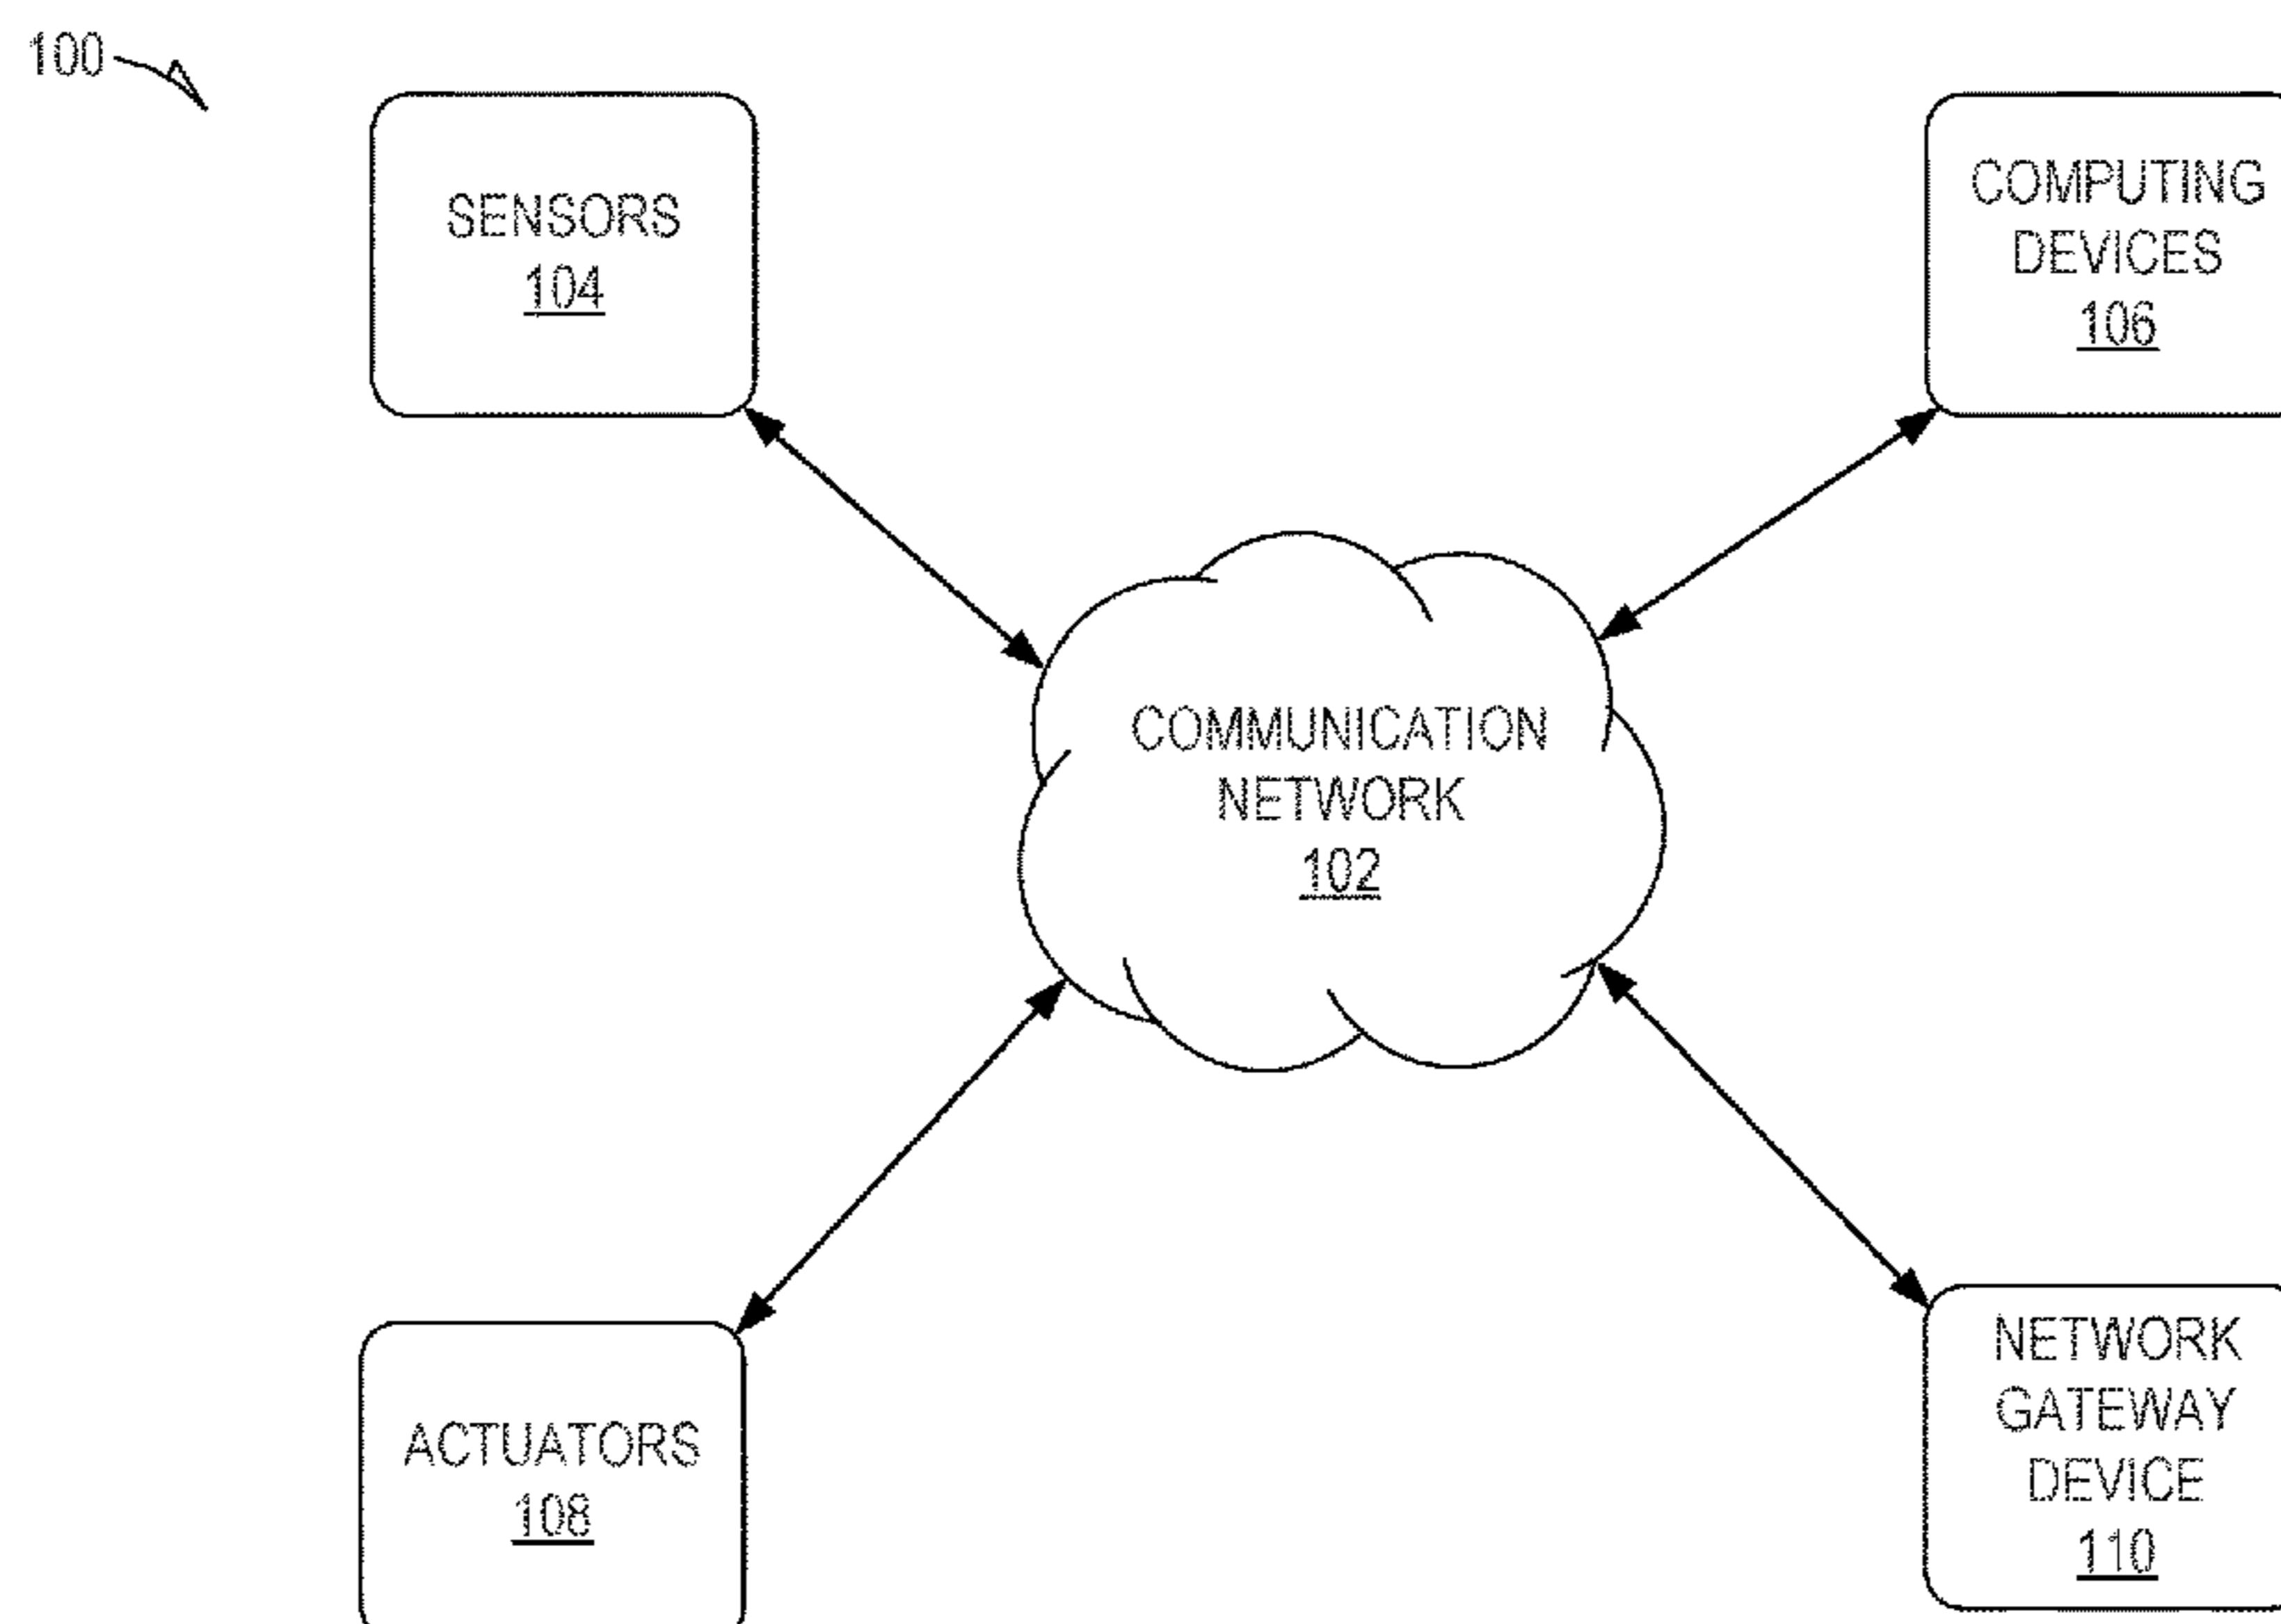 100
SENSORS
104
COMPUTING
DEVICES
106
COMMUNICATION
NETWORK
102
ACTUATORS
108
NETWORK
GATEWAY
DEVICE
110